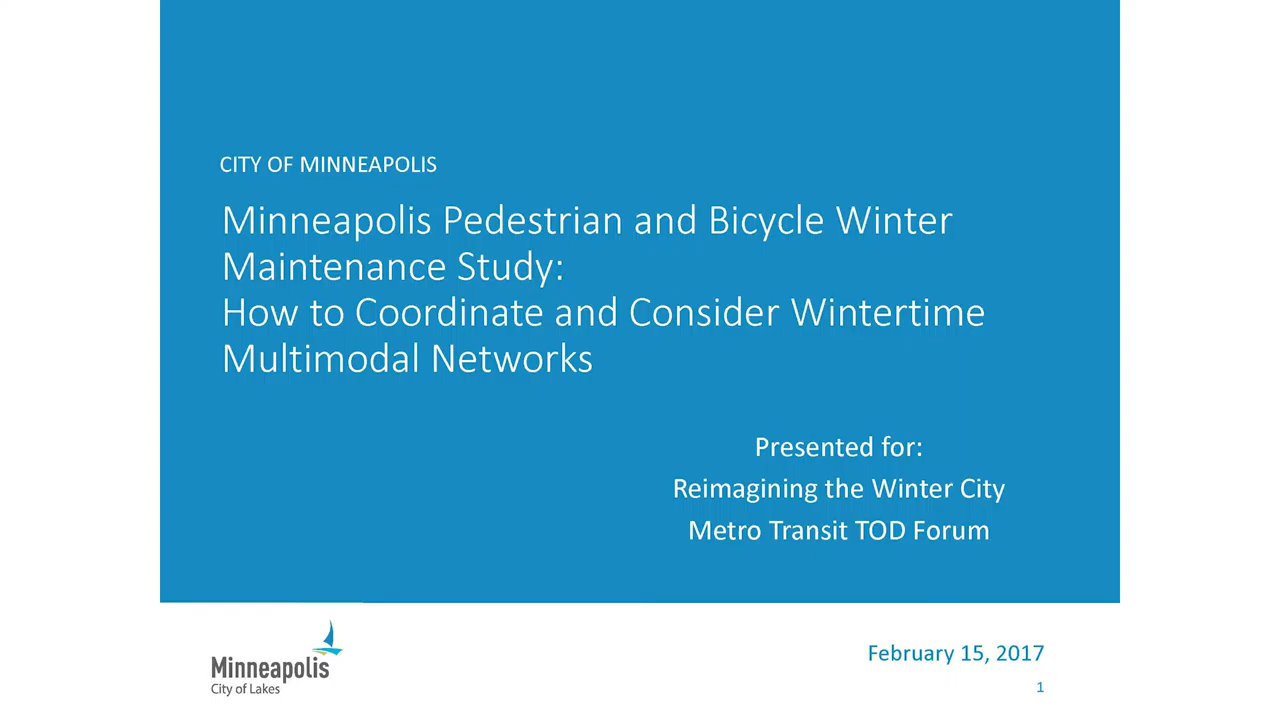 CITY OF MINNEAPOLIS
Minneapolis Pedestrian and Bicycle Winter
Maintenance Study:
How to Coordinate and Consider Wintertime
Multimodal Networks
Presented for:
Reimagining the Winter City
Metro Transit TOD Forum
Minneapolis
City of Lakes
February 15, 2017
1